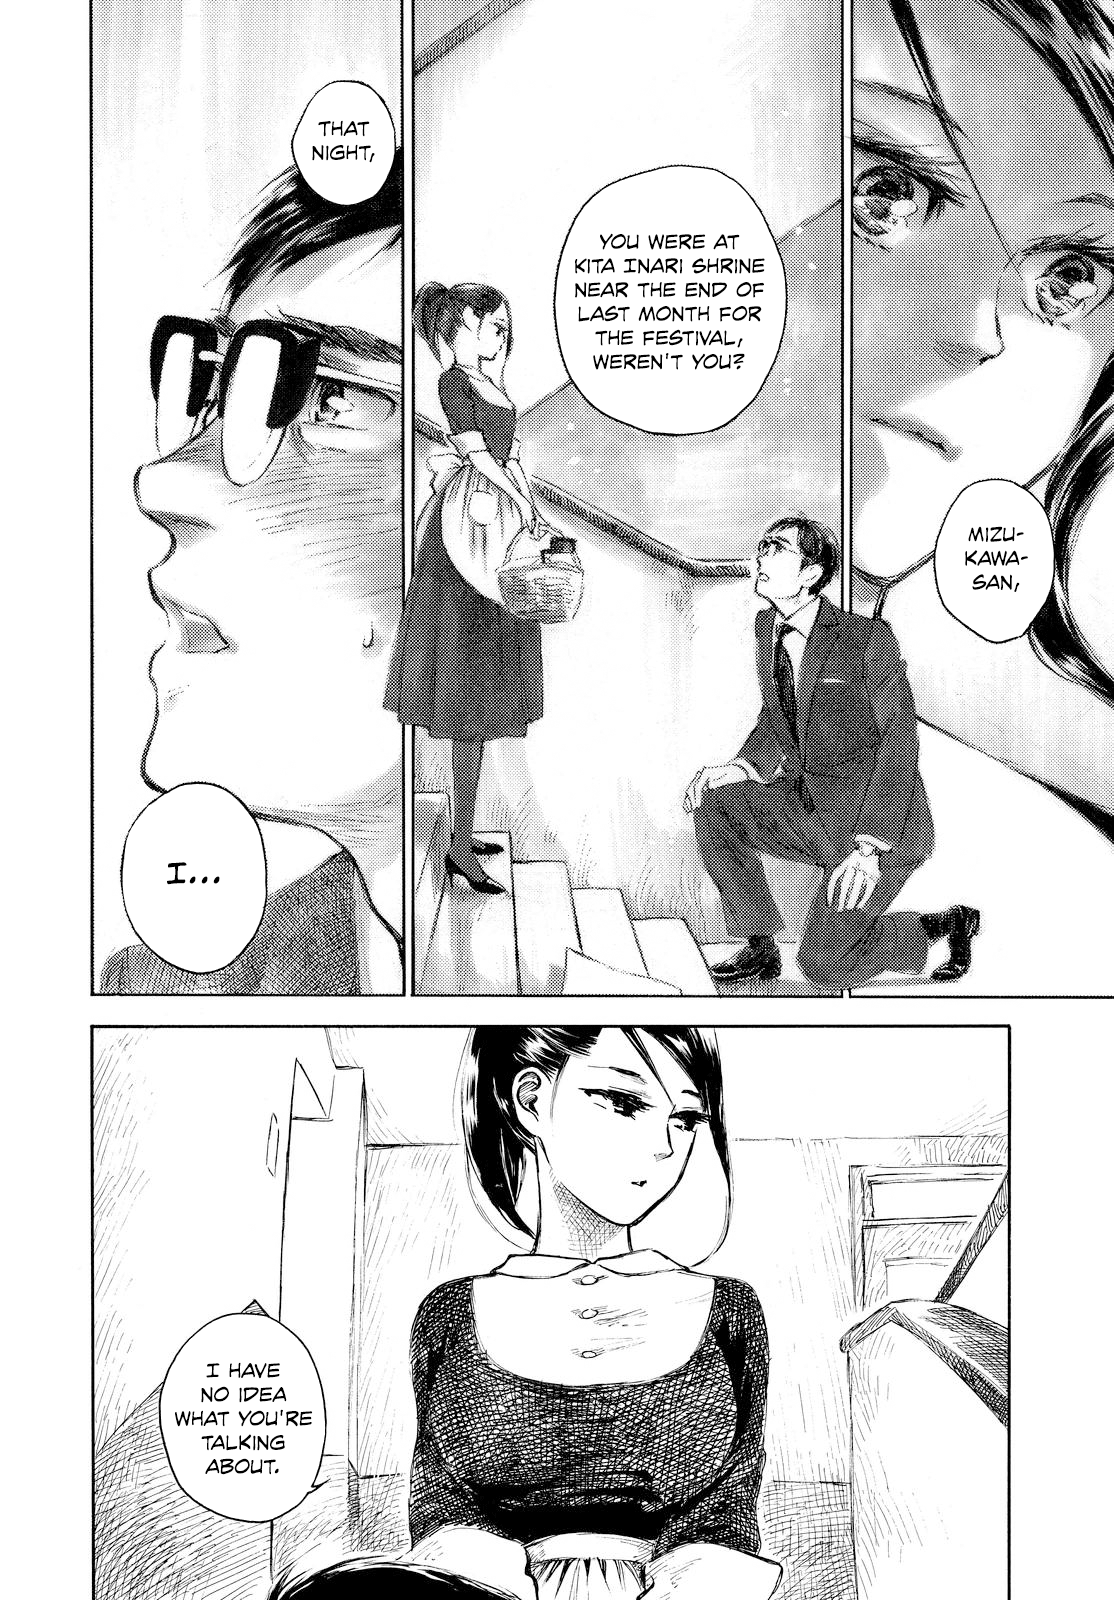 MIZU-
KAWA-
SAN,
YOU WERE AT
KITA INARI SHRINE
NEAR THE END OF
LAST MONTH FOR
THE FESTIVAL,
WEREN'T YOU?
THAT
NIGHT,
I...
I HAVE
NO IDEA
WHAT YOU'RE
TALKING
ABOUT.